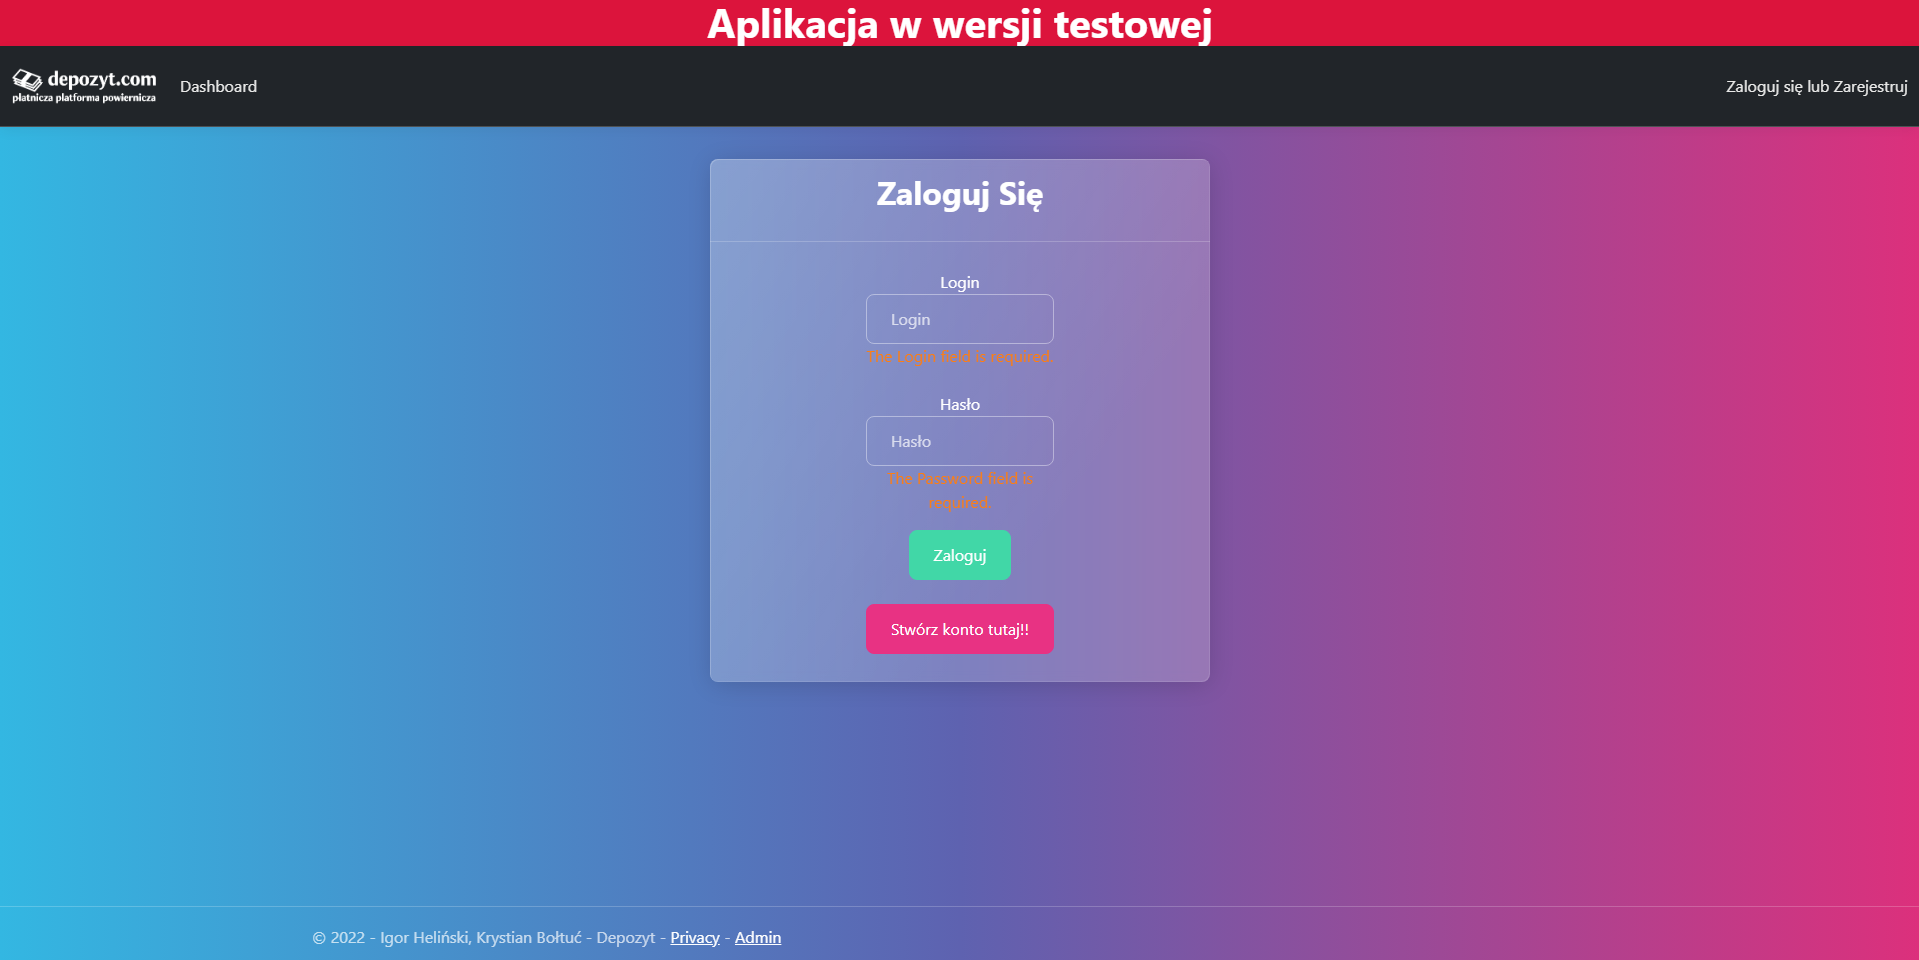 Aplikacja w wersji testowej
depozyt.com
płatnicza platforma powiernicza
Dashboard
Zaloguj się lub Zarejestruj
Zaloguj Się
Login
Login
The Login field is required.
Hasło
Hasło
The Password field is
required.
Zaloguj
Stwórz konto tutaj!!
© 2022 - Igor Heliński, Krystian Bołtuć - Depozyt - Privacy - Admin